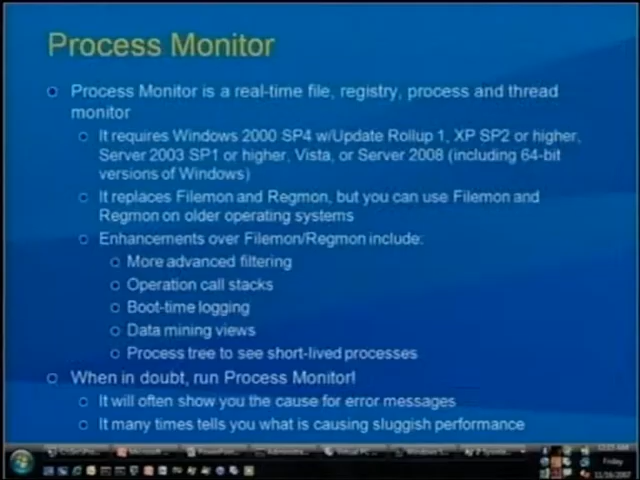 Process Monitor
Process Monitor is a real-time file, registry, process and thread
monitor
It requires Windows 2000 SP4 w/Update Rollup 1, XP SP2 or higher,
Server 2003 SP1 or higher, Vista, or Server 2008 (including 64-bit
versions of Windows)
It replaces Filemon and Regmon, but you can use Filemon and
Regmon on older operating systems
Enhancements over Filemon/Regmon include:
More advanced filtering
Operation call stacks
Boot-time logging
Data mining views
Process tree to see short-lived processes
When in doubt, run Process Monitor!
It will often show you the cause for error messages
It many times tells you what is causing sluggish performance
Friday